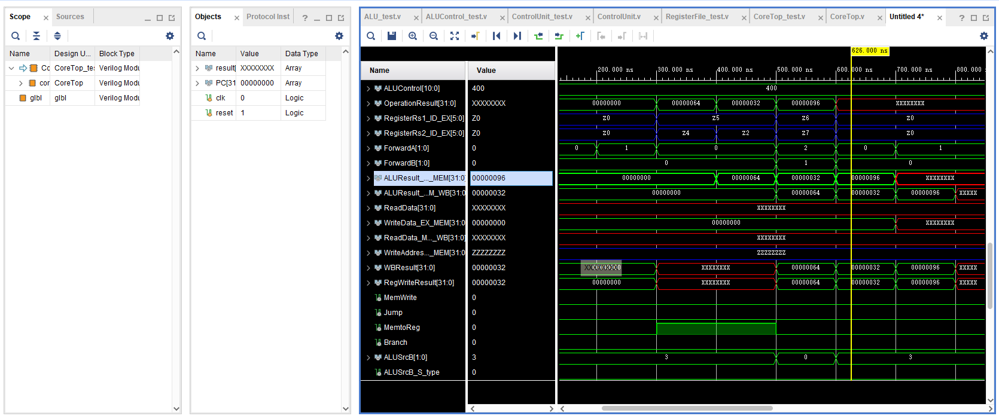 Scope
Sources
Name
Design U...
Block Type
Co
CoreTop_tes
Verilog Modu
cor
CoreTop
Verilog Modu
glbl
glbl
Verilog Modu
Objects
Protocol Inst
Name
Value
Data Type
result[
XXXXXXXX
Array
PC[31
00000000
Array
clk
0
Logic
reset
1
Logic
ALU_test.v
ALUControl_test.v
ControlUnit_test.v
ControlUnit.v
RegisterFile_test.v
CoreTop_test.v
CoreTop.v
Untitled 4*
626.000 ns
Name
Value
200.000 ns
300.000 ns
400.000 ns
500.000 ns
600.000 ns
700.000 ns
800.000
ALUControl[10:0]
400
400
OperationResult[31:0]
XXXXXXXX
00000000
00000064
00000032
00000096
XXXXXXXX
RegisterRs1_ID_EX[5:0]
Z0
Z0
Z5
Z6
Z0
RegisterRs2_ID_EX[5:0]
Z0
Z0
Z4
Z2
Z7
Z0
ForwardA[1:0]
0
0
1
0
2
0
1
ForwardB[1:0]
0
0
1
0
ALUResult_..._MEM[31:0]
00000096
00000000
00000064
00000032
00000096
XXXXXXXX
ALUResult_...M_WB[31:0
00000032
00000000
00000064
00000032
00000096
XXXXX
ReadData[31:0]
XXXXXXXX
XXXXXXXX
WriteData_EX_MEM[31:0
00000000
00000000
XXXXXXXX
ReadData_M..._WB[31:0]
XXXXXXXX
XXXXXXXX
WriteAddres..._MEM[31:0
ZZZZZZZZ
ZZZZZZZZ
WBResult[31:0]
00000032
00000000
XXXXXXXX
00000064
00000032
00000096
XXXXX
RegWriteResult[31:0]
00000032
00000000
XXXXXXXX
00000064
00000032
00000096
XXXXX
MemWrite
0
Jump
0
MemtoReg
0
Branch
0
ALUSrcB[1:0]
3
3
0
3
ALUSrcB_S_type
0